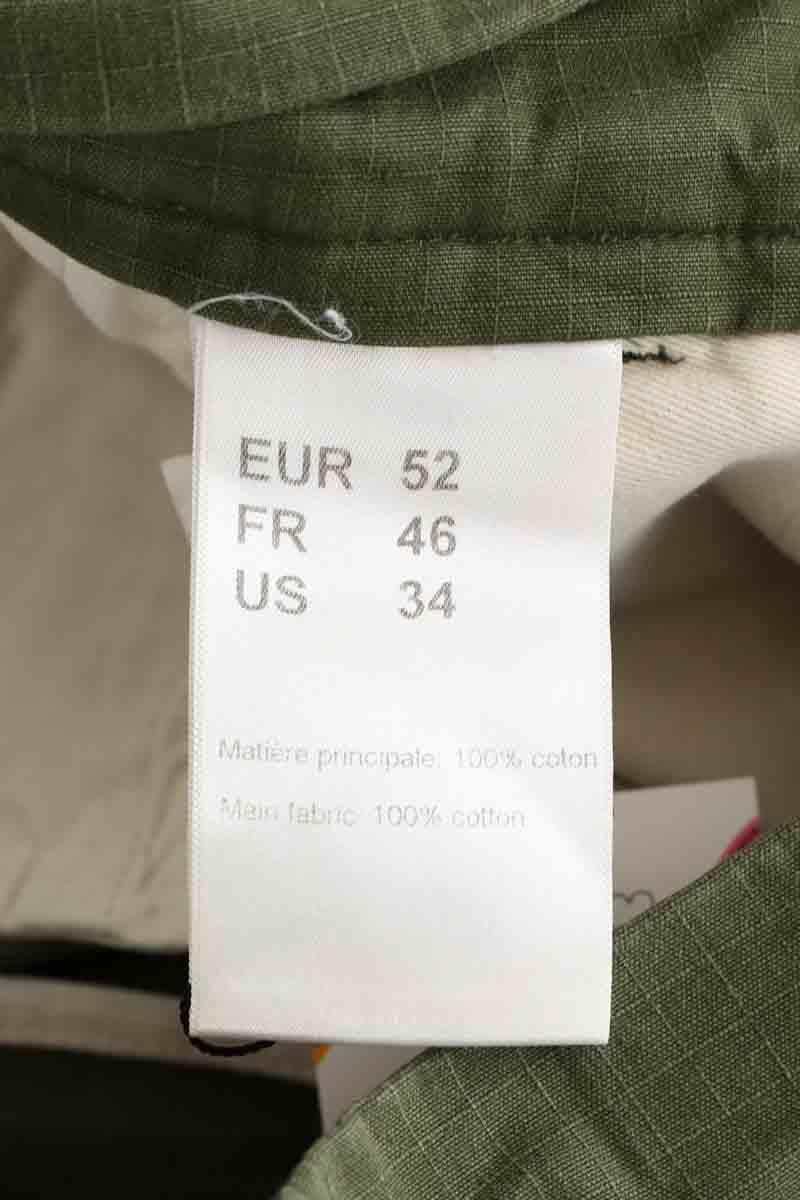 EUR 52
FR 46
US 34
Matière principale: 100% coton
Main fabric: 100% cotton